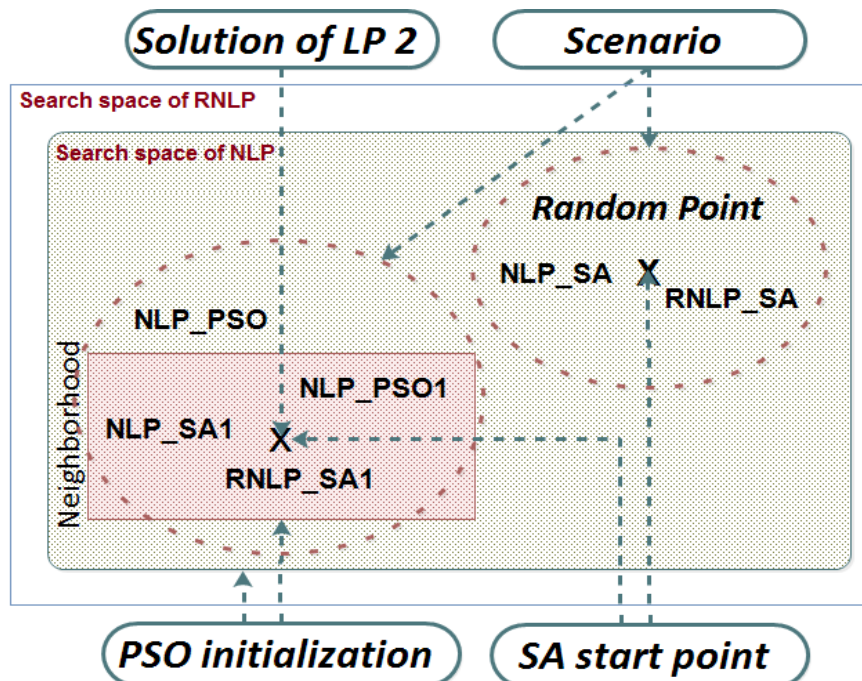 Solution of LP 2
Scenario
Search space of RNLP
Search space of NLP
Random Point
NLP_SA
X
RNLP_SA
NLP_PSO
Neighborhood
NLP_PSO1
NLP_SA1
X
RNLP_SA1
PSO initialization
SA start point